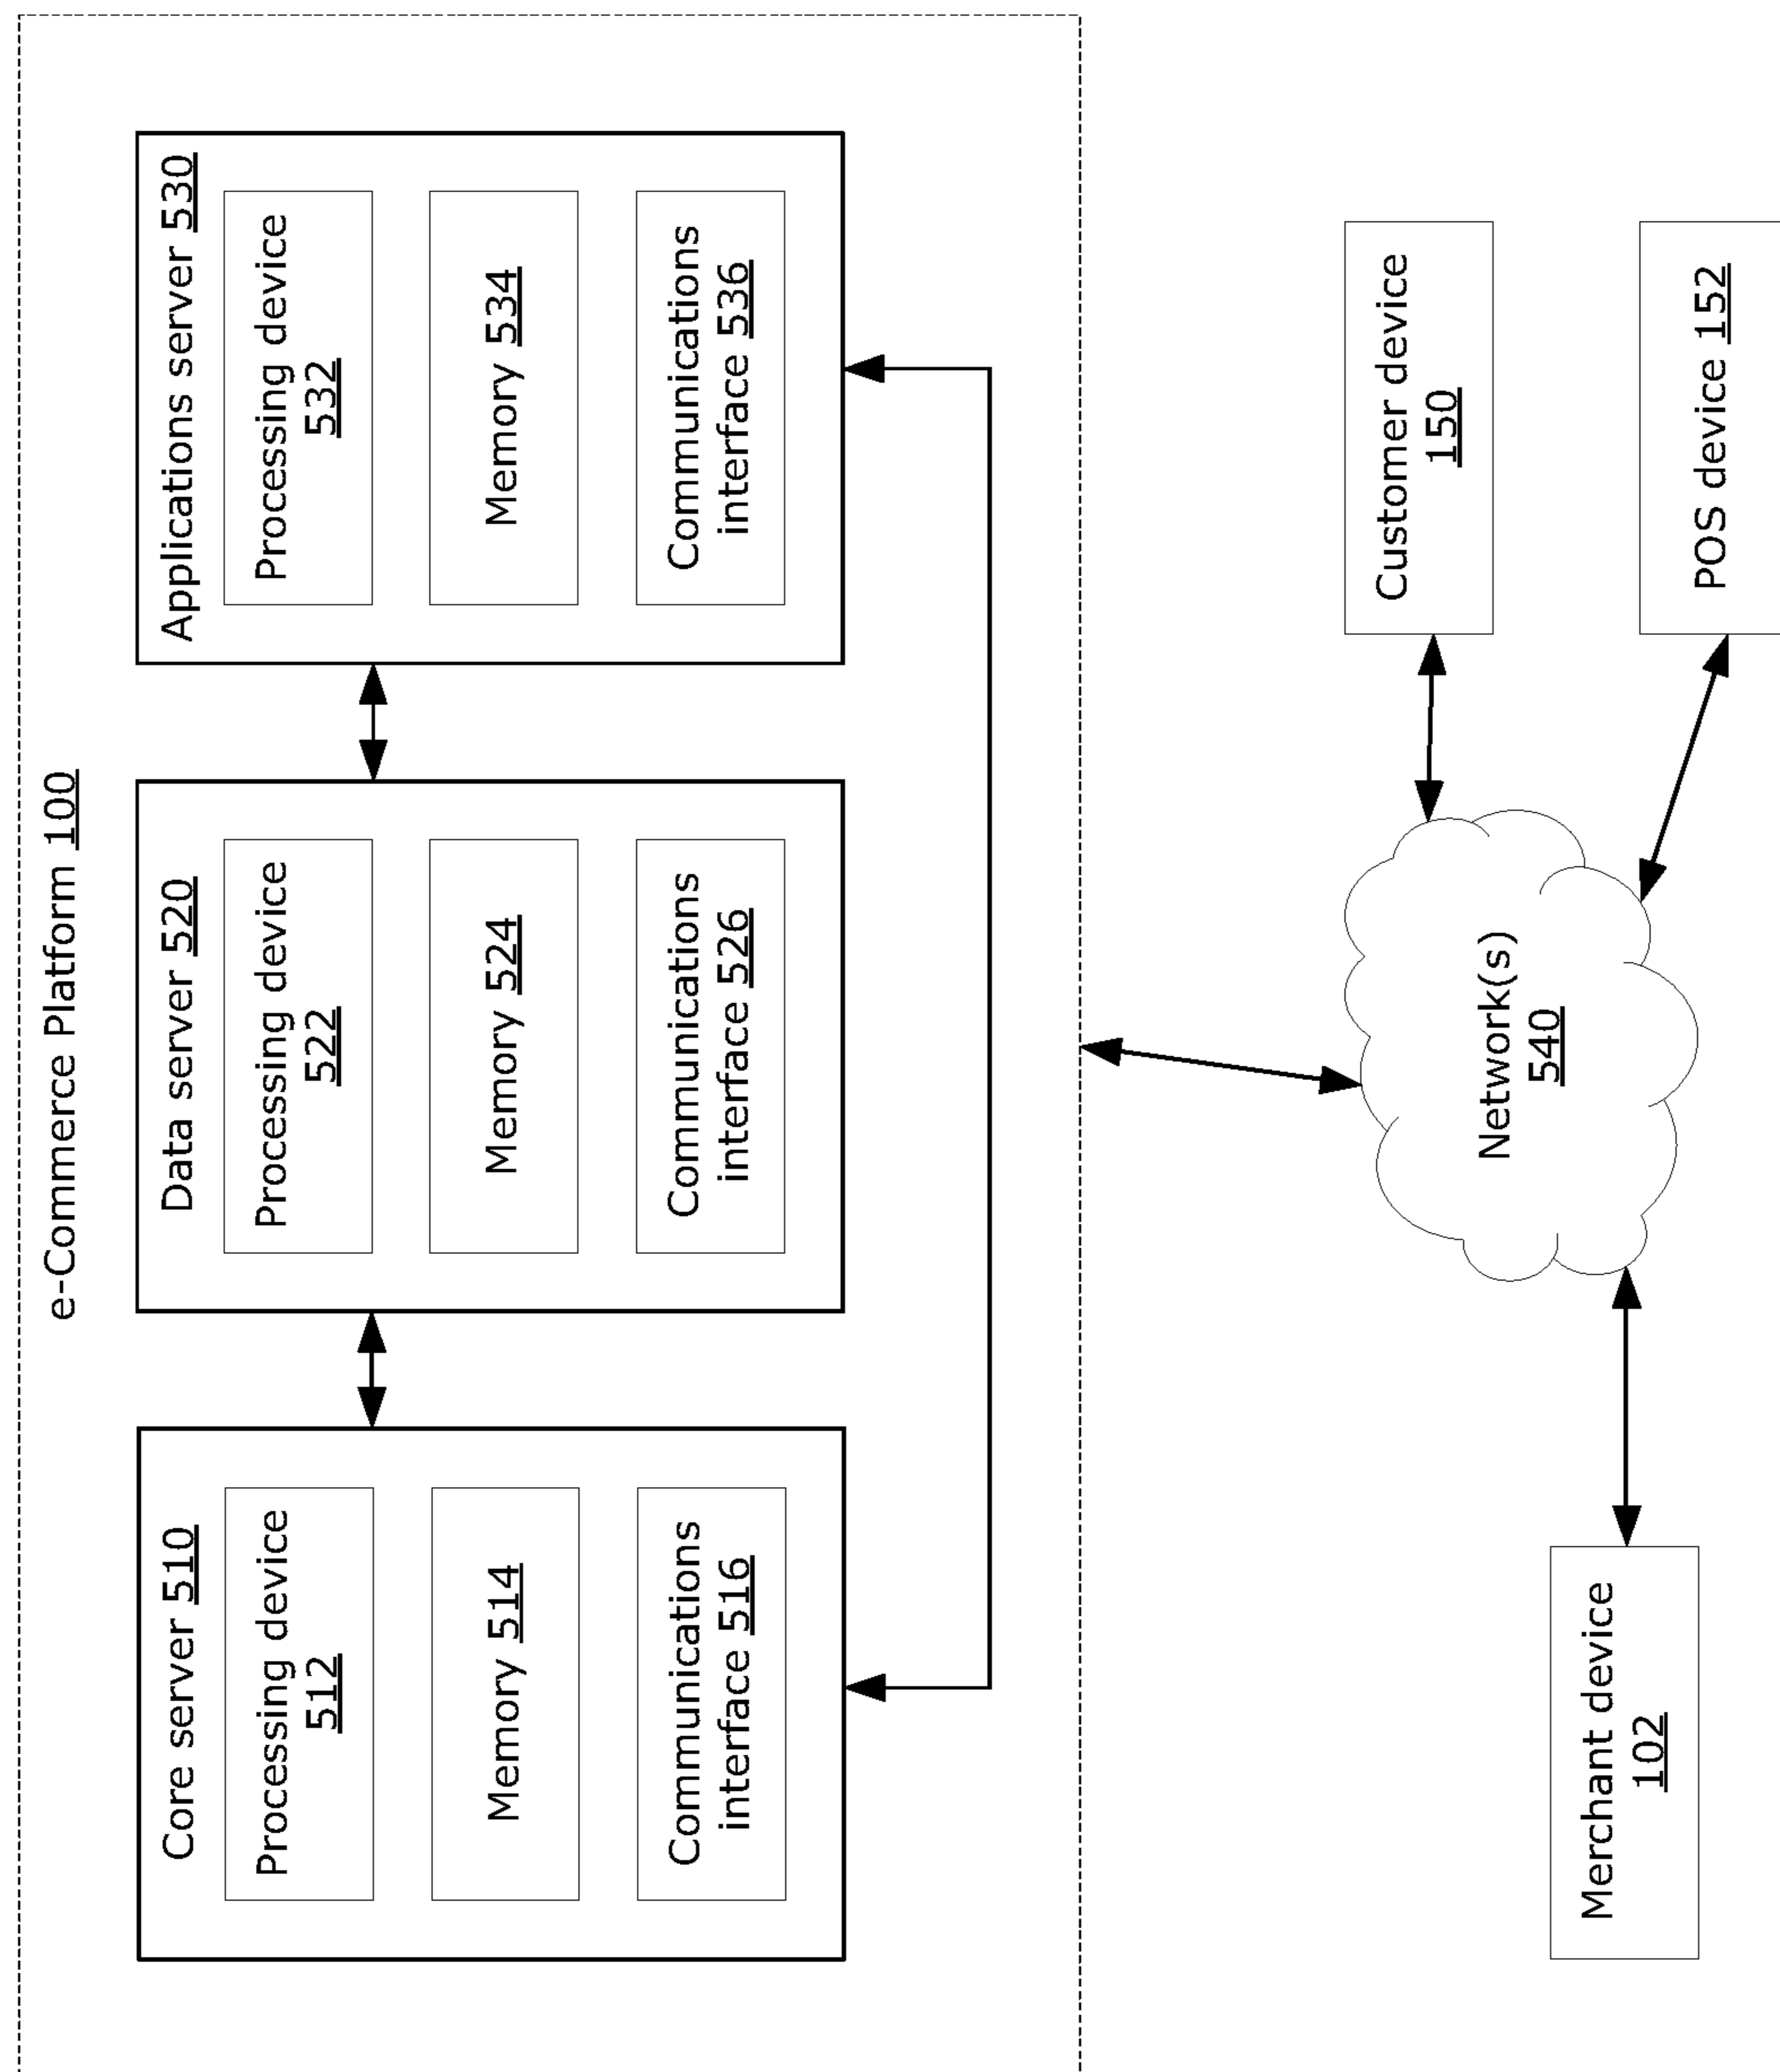 e-Commerce Platform 100
Core server 510
Processing device
512
Memory 514
Communications
interface 516
Data server 520
Processing device
522
Memory 524
Communications
interface 526
Applications server 530
Processing device
532
Memory 534
Communications
interface 536
Merchant device
102
Network(s)
540
Customer device
150
POS device 152